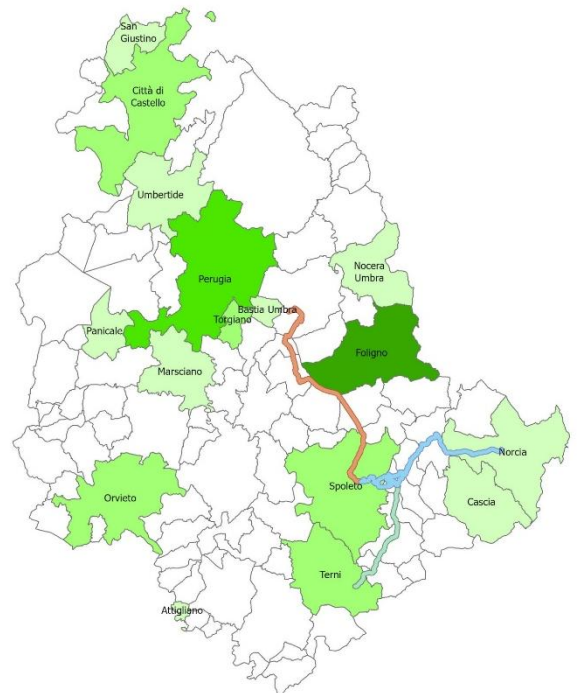 San
Giustino
Città di
Castello
Umbertide
Perugia
Nocera
Umbra
Bastia Umbra
Torgiano
Panicale
Foligno
Marsciano
Norcia
Spoleto
Orvieto
Cascia
Terni
Attigliano